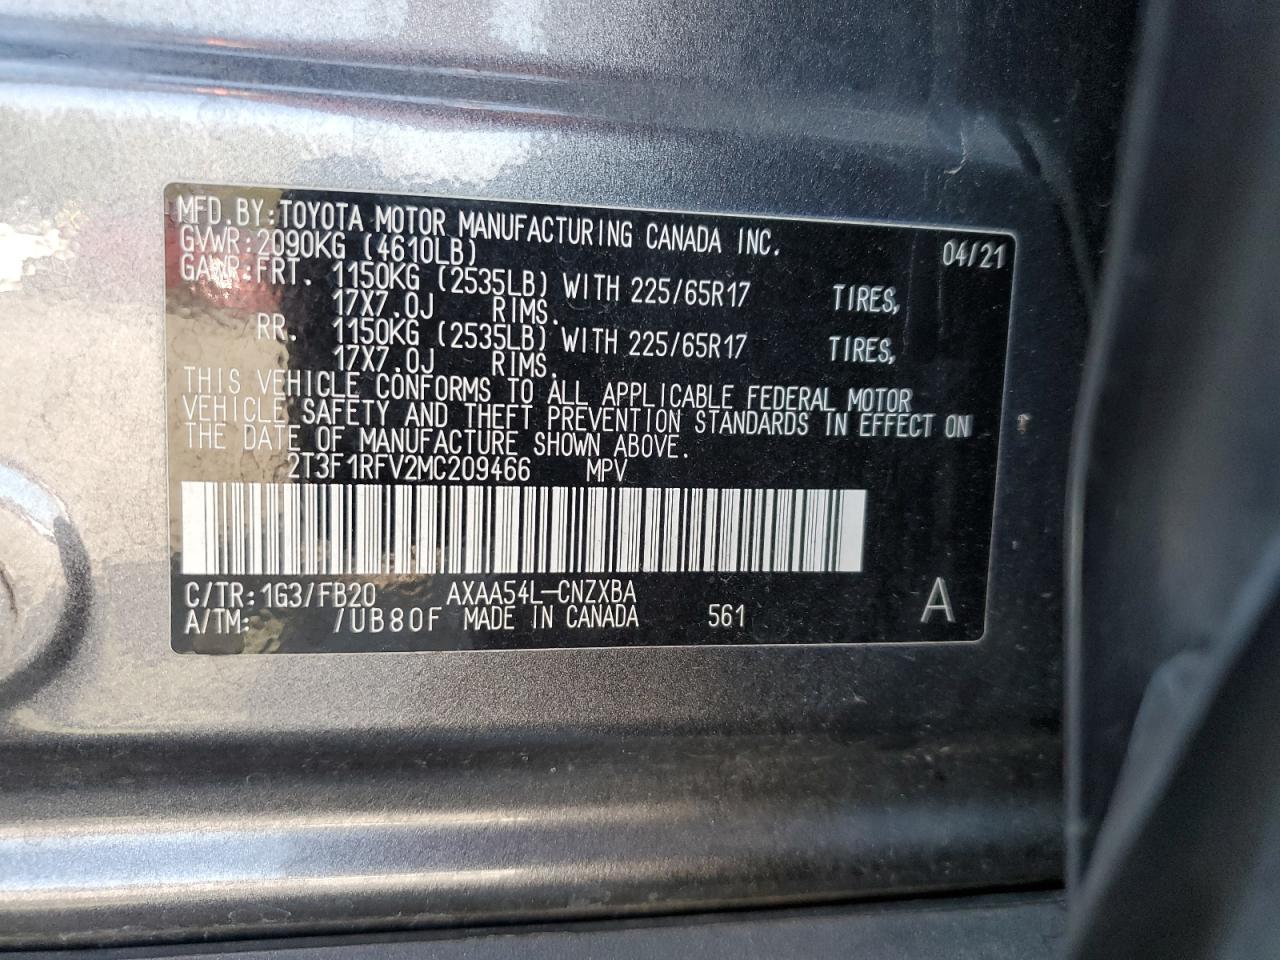 MFD.BY:TOYOTA MOTOR MANUFACTURING CANADA INC. 04/21
GVWR:2090KG (4610LB)
GAWR:FRT. 1150KG (2535LB) WITH 225/65R17 TIRES,
17X7.0J RIMS.
RR. 1150KG (2535LB) WITH 225/65R17 TIRES,
17X7.0J RIMS.
THIS VEHICLE CONFORMS TO ALL APPLICABLE FEDERAL MOTOR
VEHICLE SAFETY AND THEFT PREVENTION STANDARDS IN EFFECT ON
THE DATE OF MANUFACTURE SHOWN ABOVE.
2T3F1RFV2MC209466 MPV
C/TR:1G3/FB20 AXAA54L-CNZXBA
A/TM: /UB80F MADE IN CANADA 561 A